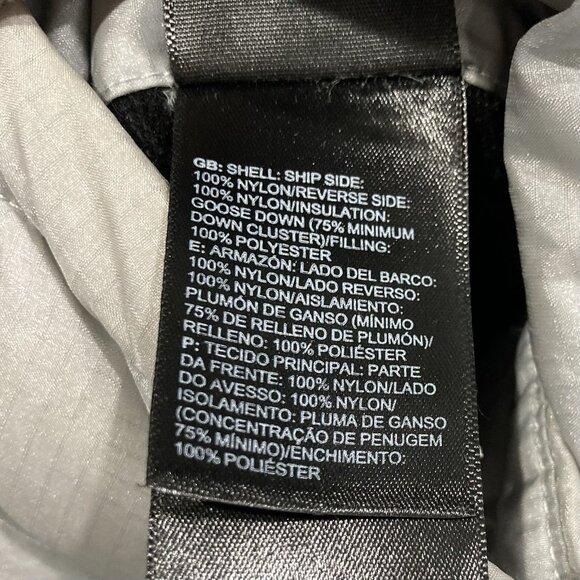 GB: SHELL: SHIP SIDE:
100% NYLON/REVERSE SIDE:
100% NYLON/INSULATION:
GOOSE DOWN (75% MINIMUM
DOWN CLUSTER)/FILLING:
100% POLYESTER
E: ARMAZÓN: LADO DEL BARCO:
100% NYLON/LADO REVERSO:
100% NYLON/AISLAMIENTO:
PLUMÓN DE GANSO (MÍNIMO
75% DE RELLENO DE PLUMÓN)/
RELLENO: 100% POLIÉSTER
P: TECIDO PRINCIPAL: PARTE
DA FRENTE: 100% NYLON/LADO
DO AVESSO: 100% NYLON/
ISOLAMENTO: PLUMA DE GANSO
(CONCENTRAÇÃO DE PENUGEM
75% MÍNIMO)/ENCHIMENTO:
100% POLIÉSTER